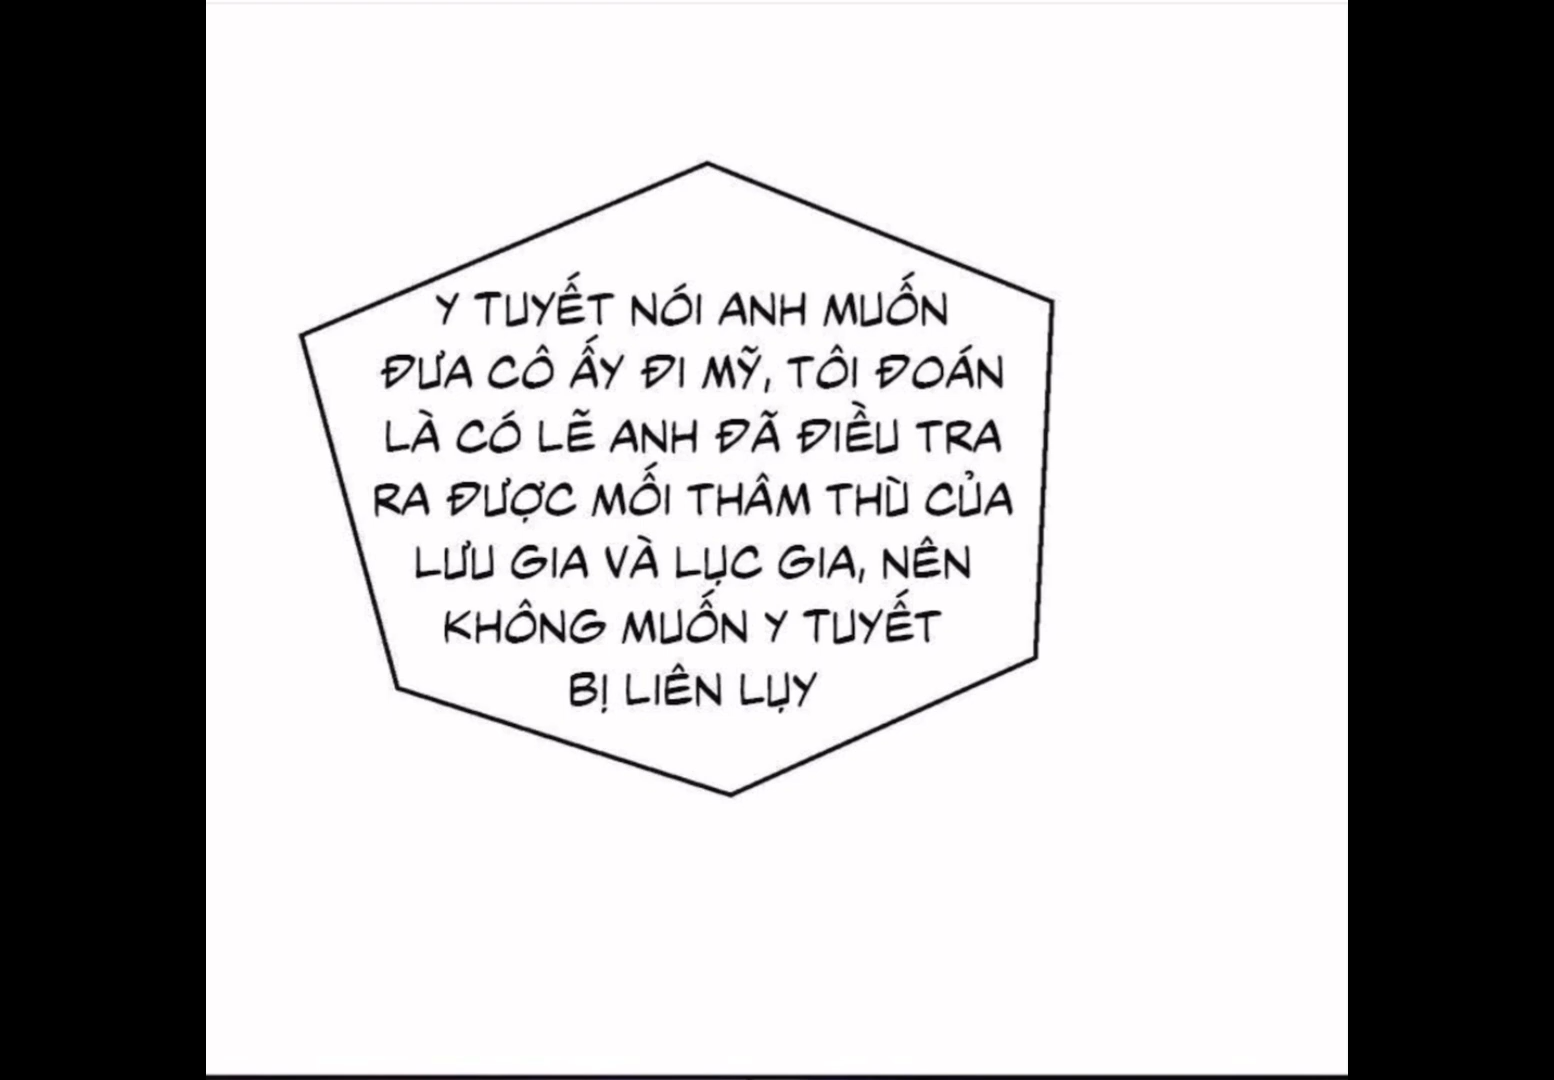 Y TUYẾT NÓI ANH MUỐN
ĐƯA CÔ ẤY ĐI MỸ, TÔI ĐOÁN
LÀ CÓ LẼ ANH ĐÃ ĐIỀU TRA
RA ĐƯỢC MỐI THÂM THÙ CỦA
LƯU GIA VÀ LỤC GIA, NÊN
KHÔNG MUỐN Y TUYẾT
BỊ LIÊN LỤY